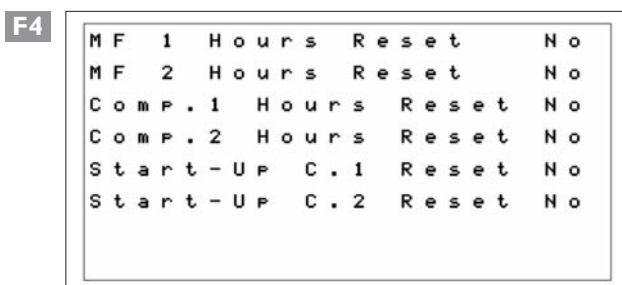 F4
MF 1 Hours Reset No
MF 2 Hours Reset No
Comp.1 Hours Reset No
Comp.2 Hours Reset No
Start-Up C.1 Reset No
Start-Up C.2 Reset No